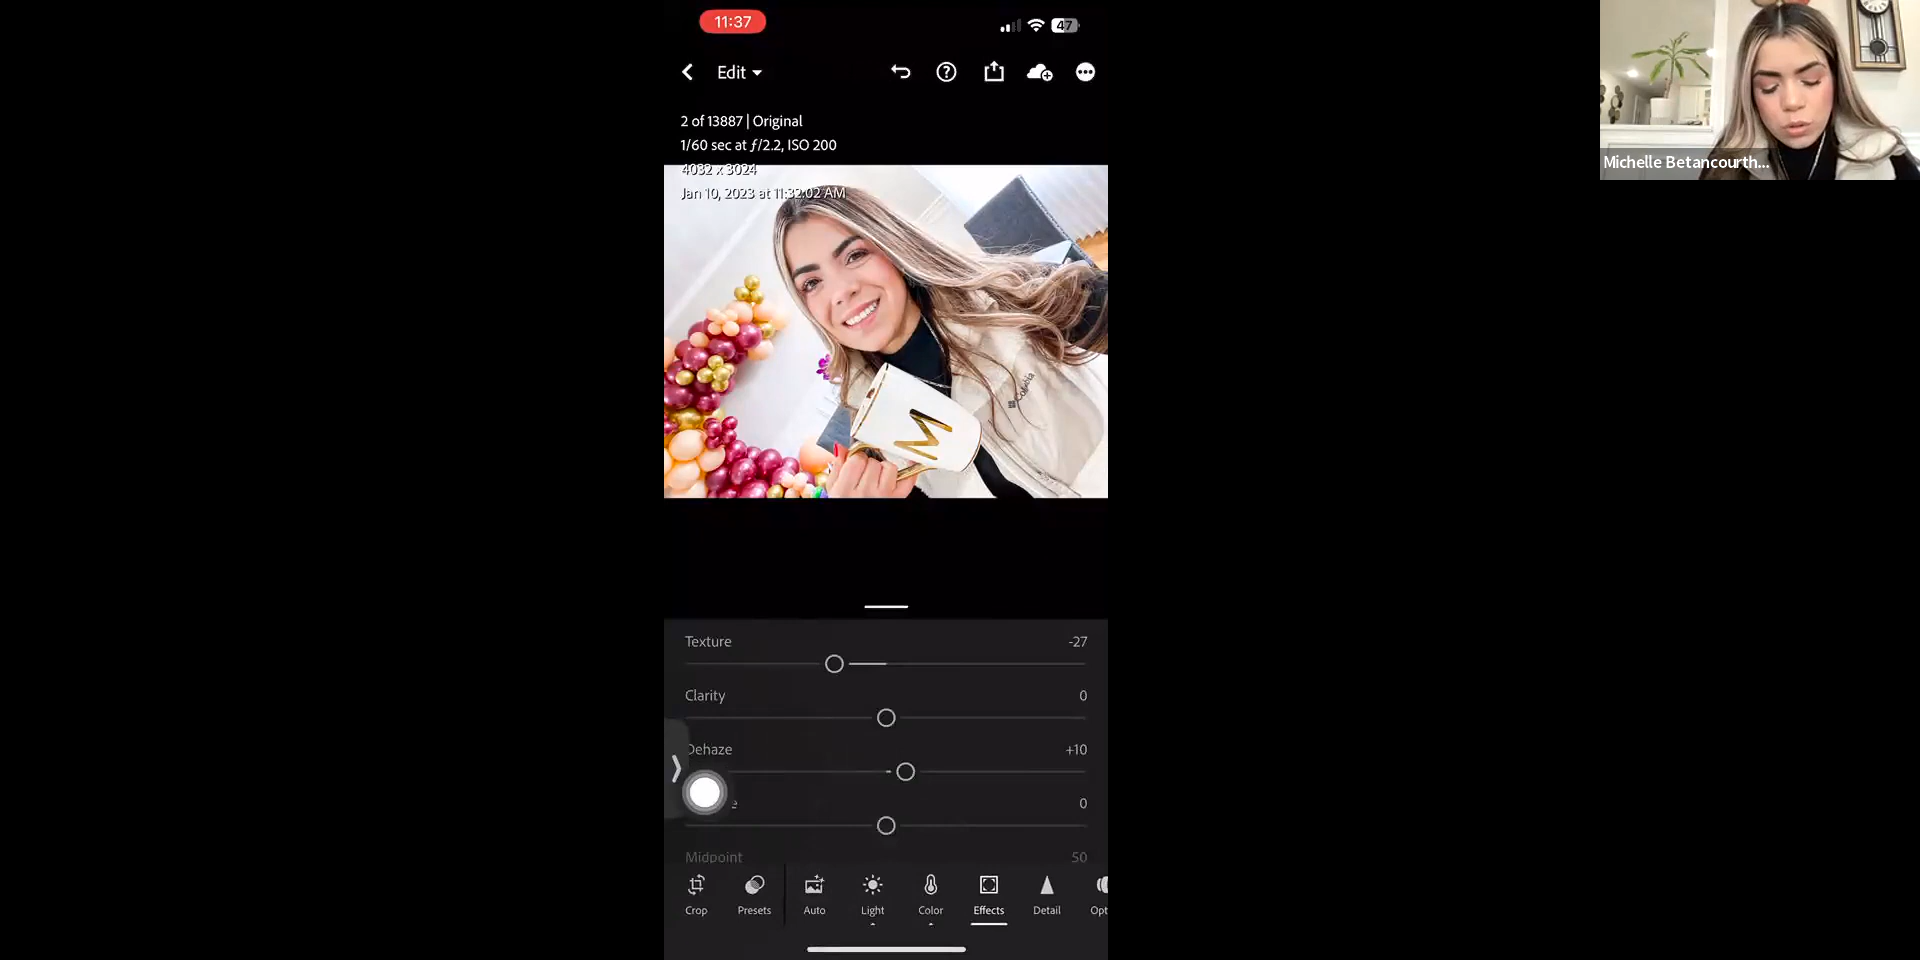 11:37
47
Edit
2 of 13887 | Original
1/60 sec at ƒ/2.2, ISO 200
4032 x 3024
Jan 10, 2023 at 11:32:02 AM
Columbia
M
Michelle Betancourth...
Texture -27
Clarity 0
Dehaze +10
0
Midpoint 50
Crop Presets Auto Light Color Effects Detail Opt